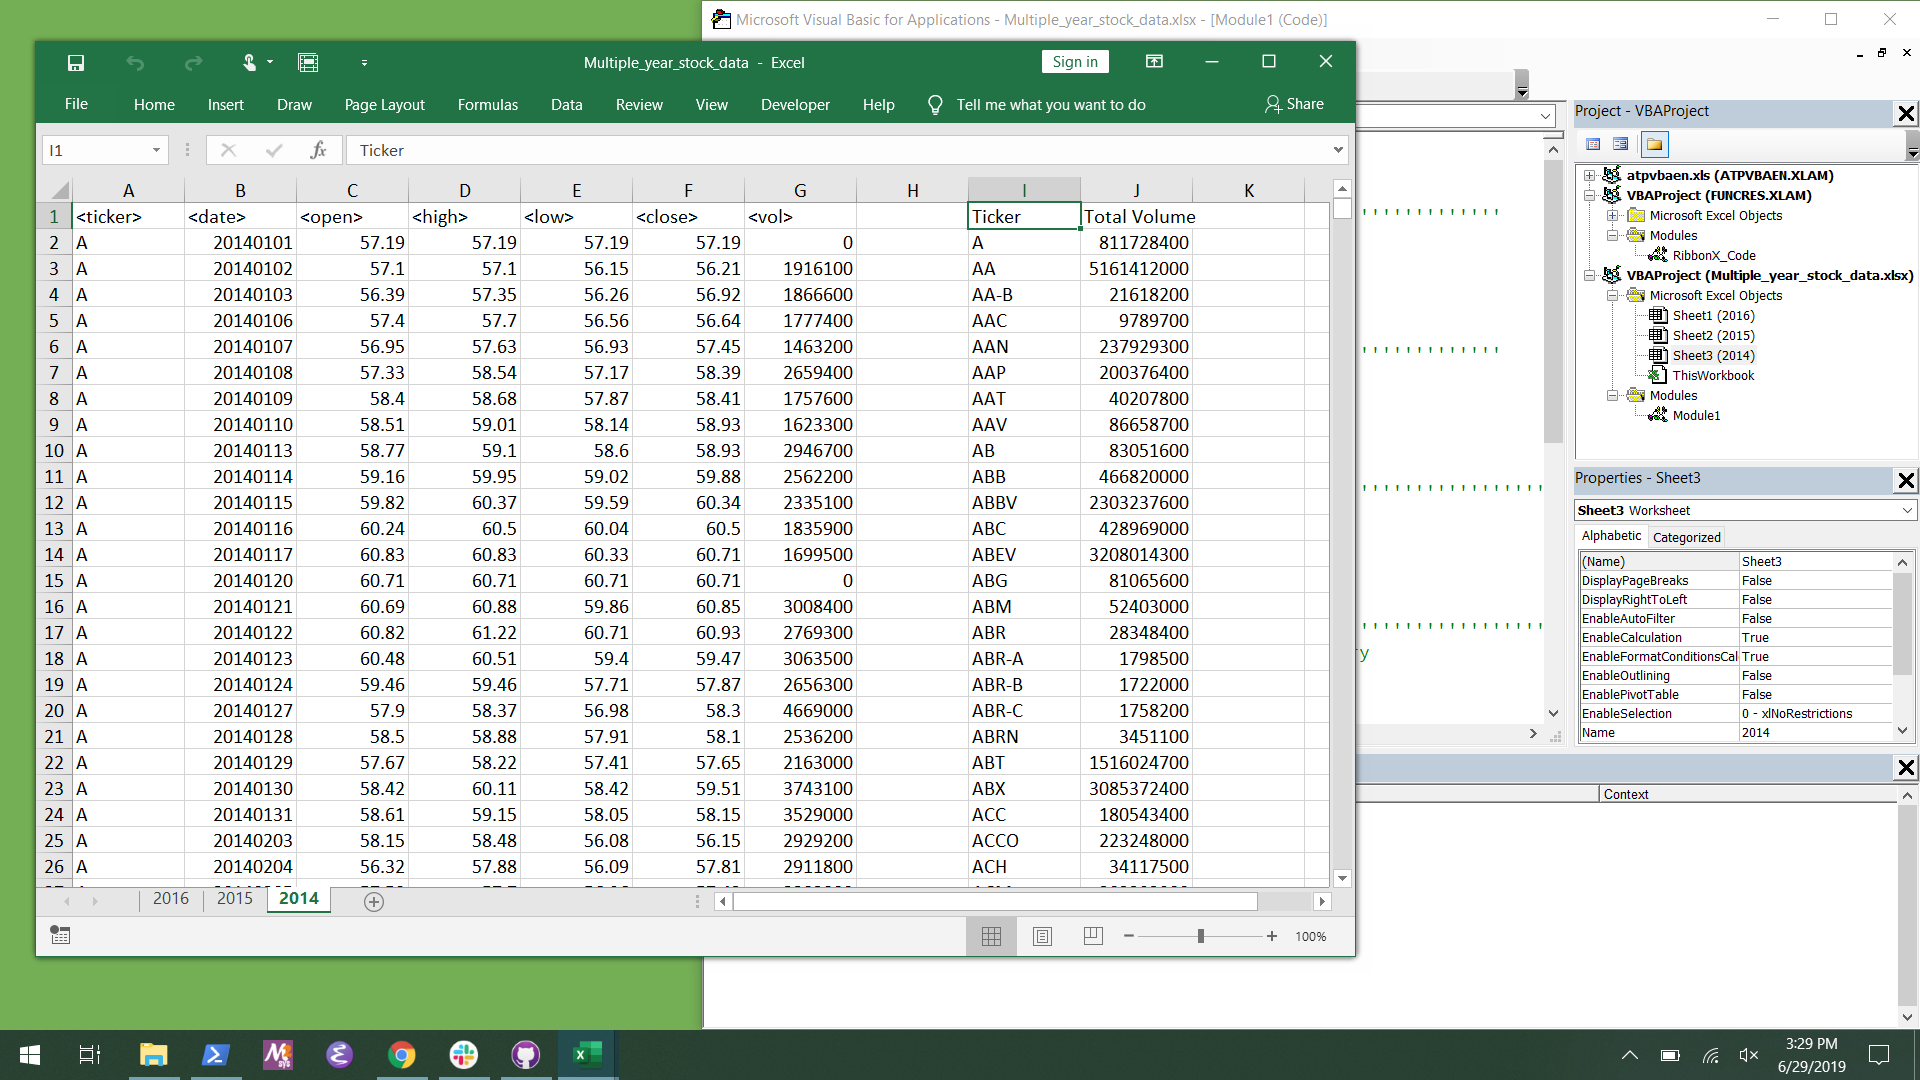 Microsoft Visual Basic for Applications - Multiple_year_stock_data.xlsx - [Module1 (Code)]
Multiple_year_stock_data - Excel
Sign in
File Home Insert Draw Page Layout Formulas Data Review View Developer Help Tell me what you want to do Share
I1 fx Ticker
A B C D E F G H I J K
1 <ticker> <date> <open> <high> <low> <close> <vol> Ticker Total Volume
2 A 20140101 57.19 57.19 57.19 57.19 0 A 811728400
3 A 20140102 57.1 57.1 56.15 56.21 1916100 AA 5161412000
4 A 20140103 56.39 57.35 56.26 56.92 1866600 AA-B 21618200
5 A 20140106 57.4 57.7 56.56 56.64 1777400 AAC 9789700
6 A 20140107 56.95 57.63 56.93 57.45 1463200 AAN 237929300
7 A 20140108 57.33 58.54 57.17 58.39 2659400 AAP 200376400
8 A 20140109 58.4 58.68 57.87 58.41 1757600 AAT 40207800
9 A 20140110 58.51 59.01 58.14 58.93 1623300 AAV 86658700
10 A 20140113 58.77 59.1 58.6 58.93 2946700 AB 83051600
11 A 20140114 59.16 59.95 59.02 59.88 2562200 ABB 466820000
12 A 20140115 59.82 60.37 59.59 60.34 2335100 ABBV 2303237600
13 A 20140116 60.24 60.5 60.04 60.5 1835900 ABC 428969000
14 A 20140117 60.83 60.83 60.33 60.71 1699500 ABEV 3208014300
15 A 20140120 60.71 60.71 60.71 60.71 0 ABG 81065600
16 A 20140121 60.69 60.88 59.86 60.85 3008400 ABM 52403000
17 A 20140122 60.82 61.22 60.71 60.93 2769300 ABR 28348400
18 A 20140123 60.48 60.51 59.4 59.47 3063500 ABR-A 1798500
19 A 20140124 59.46 59.46 57.71 57.87 2656300 ABR-B 1722000
20 A 20140127 57.9 58.37 56.98 58.3 4669000 ABR-C 1758200
21 A 20140128 58.5 58.88 57.91 58.1 2536200 ABRN 3451100
22 A 20140129 57.67 58.22 57.41 57.65 2163000 ABT 1516024700
23 A 20140130 58.42 60.11 58.42 59.51 3743100 ABX 3085372400
24 A 20140131 58.61 59.15 58.05 58.15 3529000 ACC 180543400
25 A 20140203 58.15 58.48 56.08 56.15 2929200 ACCO 223248000
26 A 20140204 56.32 57.88 56.09 57.81 2911800 ACH 34117500
2016 2015 2014
100%
Project - VBAProject
atpvbaen.xls (ATPVBAEN.XLAM)
VBAProject (FUNCRES.XLAM)
Microsoft Excel Objects
Modules
RibbonX_Code
VBAProject (Multiple_year_stock_data.xlsx)
Microsoft Excel Objects
Sheet1 (2016)
Sheet2 (2015)
Sheet3 (2014)
ThisWorkbook
Modules
Module1
Properties - Sheet3
Sheet3 Worksheet
Alphabetic Categorized
(Name) Sheet3
DisplayPageBreaks False
DisplayRightToLeft False
EnableAutoFilter False
EnableCalculation True
EnableFormatConditionsCal True
EnableOutlining False
EnablePivotTable False
EnableSelection 0 - xlNoRestrictions
Name 2014
Context
3:29 PM
6/29/2019